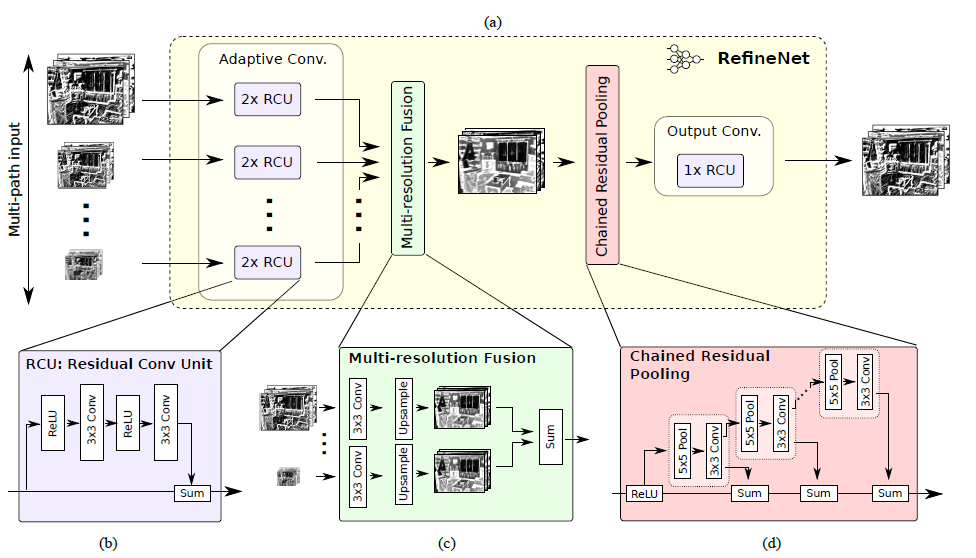 (a)
Multi-path input
Adaptive Conv.
2x RCU
2x RCU
2x RCU
Multi-resolution Fusion
Chained Residual Pooling
RefineNet
Output Conv.
1x RCU
RCU: Residual Conv Unit
ReLU
3x3 Conv
ReLU
3x3 Conv
Sum
(b)
Multi-resolution Fusion
3x3 Conv
Upsample
3x3 Conv
Upsample
Sum
(c)
Chained Residual
Pooling
ReLU
5x5 Pool
3x3 Conv
5x5 Pool
3x3 Conv
5x5 Pool
3x3 Conv
Sum
Sum
Sum
(d)